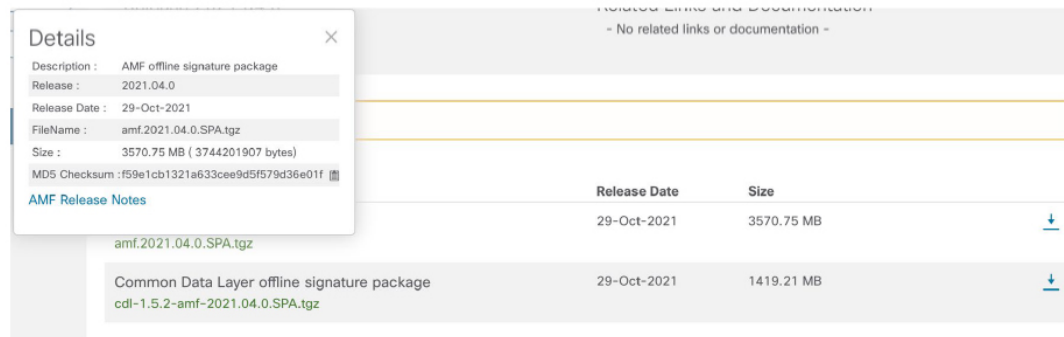 Related Links and Documentation
- No related links or documentation -
Details
Description : AMF offline signature package
Release : 2021.04.0
Release Date : 29-Oct-2021
FileName : amf.2021.04.0.SPA.tgz
Size : 3570.75 MB ( 3744201907 bytes)
MD5 Checksum :f59e1cb1321a633cee9d5f579d36e01f
AMF Release Notes
Release Date Size
29-Oct-2021 3570.75 MB
amf.2021.04.0.SPA.tgz
Common Data Layer offline signature package 29-Oct-2021 1419.21 MB
cdl-1.5.2-amf-2021.04.0.SPA.tgz